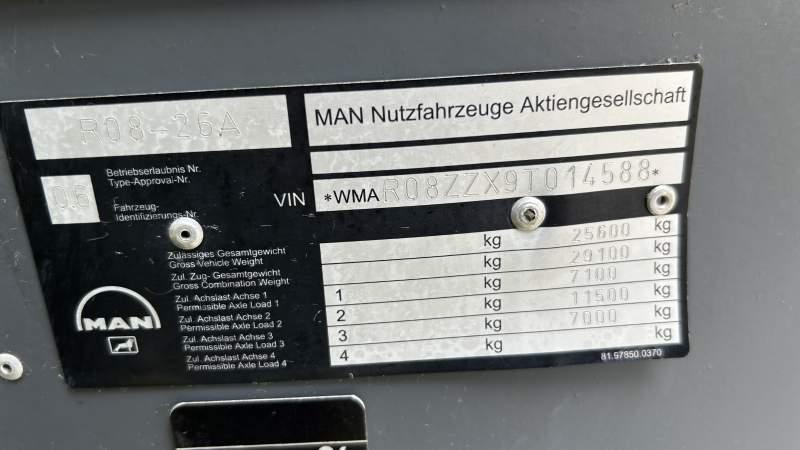 R08-26A
MAN Nutzfahrzeuge Aktiengesellschaft
Betriebserlaubnis Nr.
Type-Approval-Nr.
0.6
Fahrzeug-
Identifizierungs-Nr.
VIN *WMAR08ZZX9T014588*
Zulässiges Gesamtgewicht
Gross Vehicle Weight
kg 25600 kg
Zul. Zug- Gesamtgewicht
Gross Combination Weight
kg 29100 kg
Zul. Achslast Achse 1
Permissible Axle Load 1
1 kg 7100 kg
Zul. Achslast Achse 2
Permissible Axle Load 2
2 kg 11500 kg
Zul. Achslast Achse 3
Permissible Axle Load 3
3 kg 7000 kg
Zul. Achslast Achse 4
Permissible Axle Load 4
4 kg
MAN
81.97850.0370